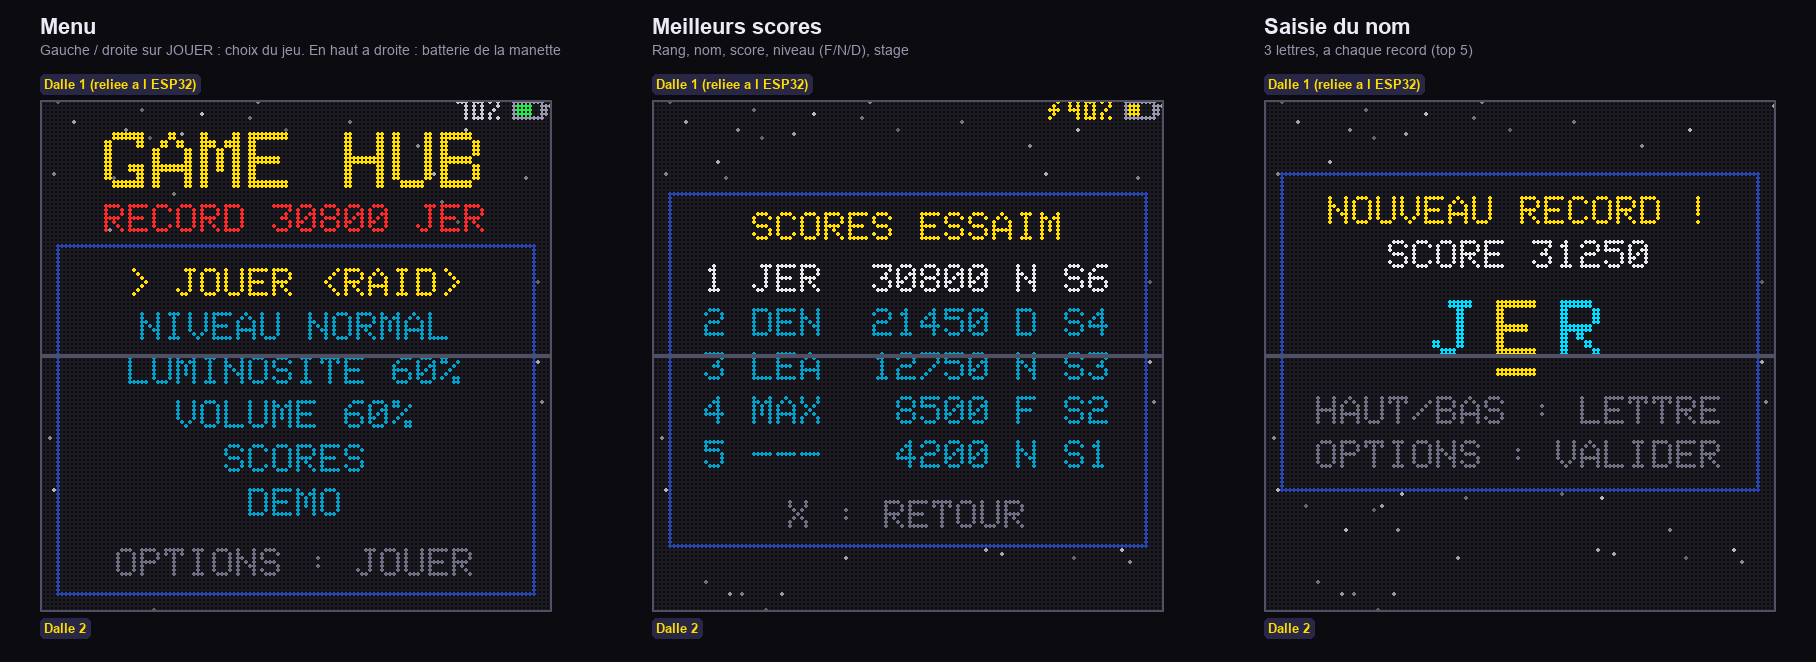 Menu
Gauche / droite sur JOUER : choix du jeu. En haut a droite : batterie de la manette
Dalle 1 (reliee a l ESP32)
GAME HUB
RECORD 30800 JER
> JOUER <RAID>
NIVEAU NORMAL
LUMINOSITE 60%
VOLUME 60%
SCORES
DEMO
OPTIONS : JOUER
Dalle 2
Meilleurs scores
Rang, nom, score, niveau (F/N/D), stage
Dalle 1 (reliee a l ESP32)
40%
SCORES ESSAIM
1 JER 30800 N S6
2 DEN 21450 D S4
3 LEA 12750 N S3
4 MAX 8500 F S2
5 --- 4200 N S1
X : RETOUR
Dalle 2
Saisie du nom
3 lettres, a chaque record (top 5)
Dalle 1 (reliee a l ESP32)
NOUVEAU RECORD !
SCORE 31250
JER
HAUT/BAS : LETTRE
OPTIONS : VALIDER
Dalle 2